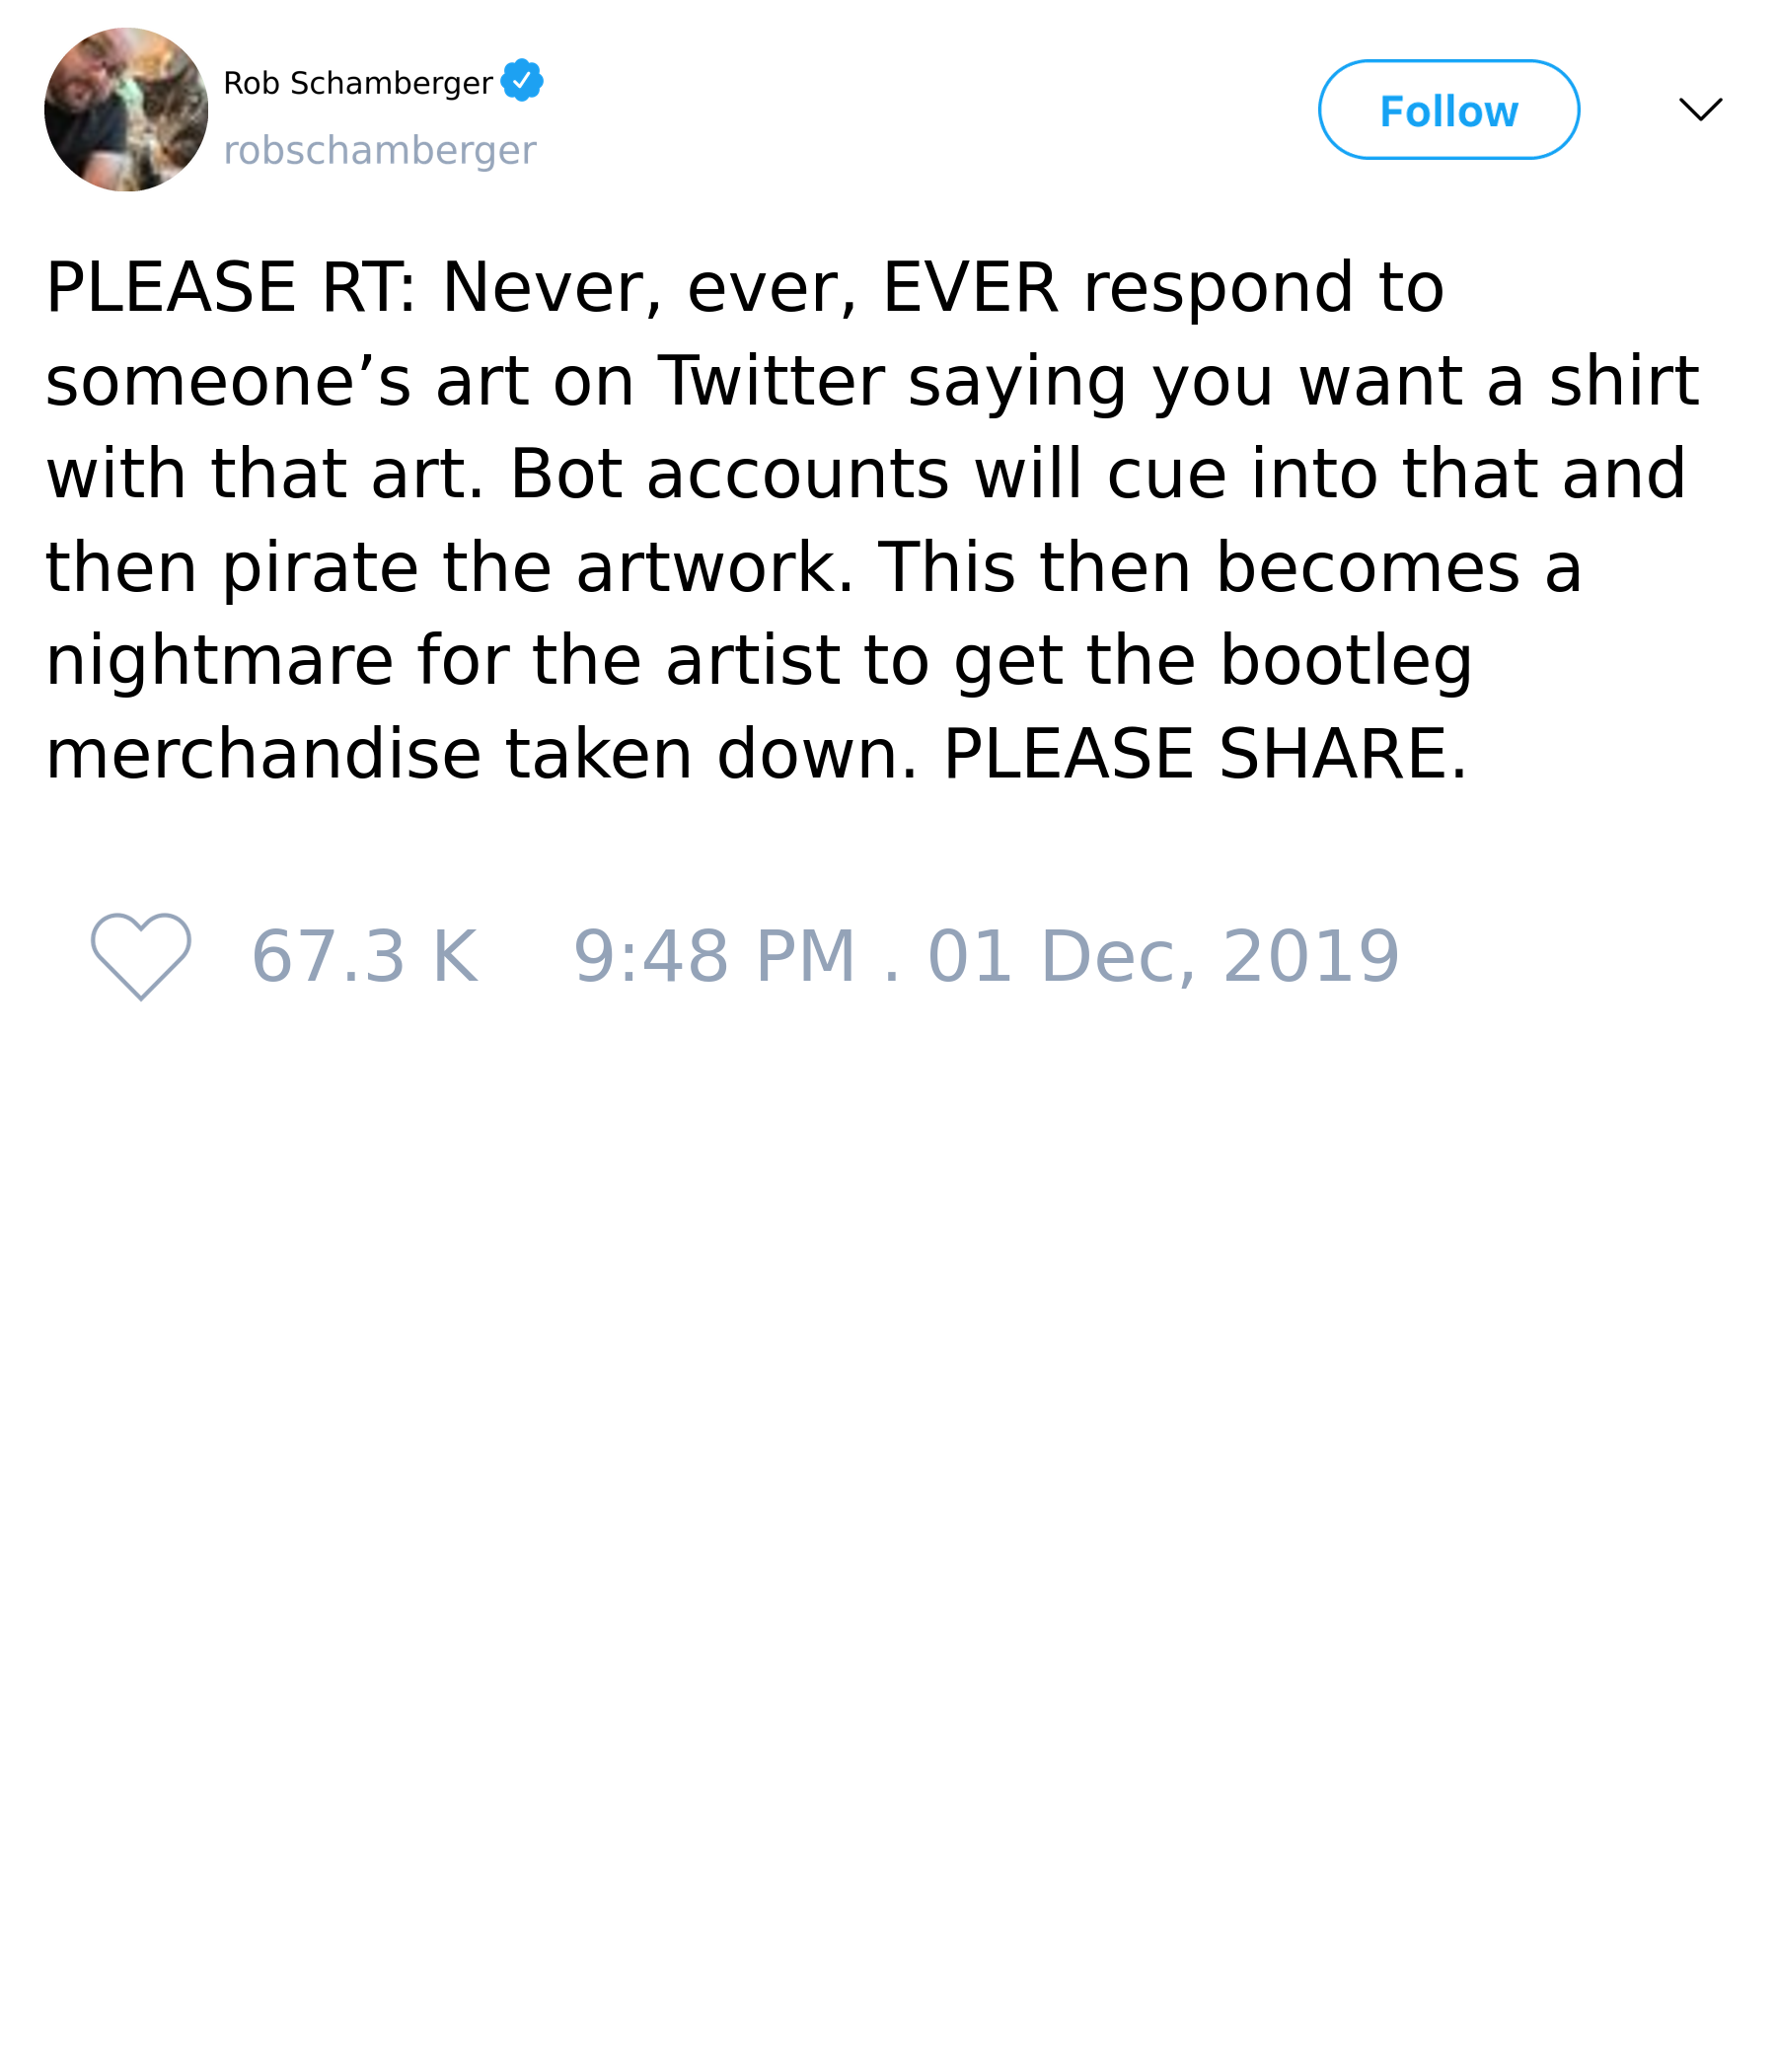 Rob Schamberger
robschamberger
Follow
PLEASE RT: Never, ever, EVER respond to
someone’s art on Twitter saying you want a shirt
with that art. Bot accounts will cue into that and
then pirate the artwork. This then becomes a
nightmare for the artist to get the bootleg
merchandise taken down. PLEASE SHARE.
67.3 K 9:48 PM . 01 Dec, 2019